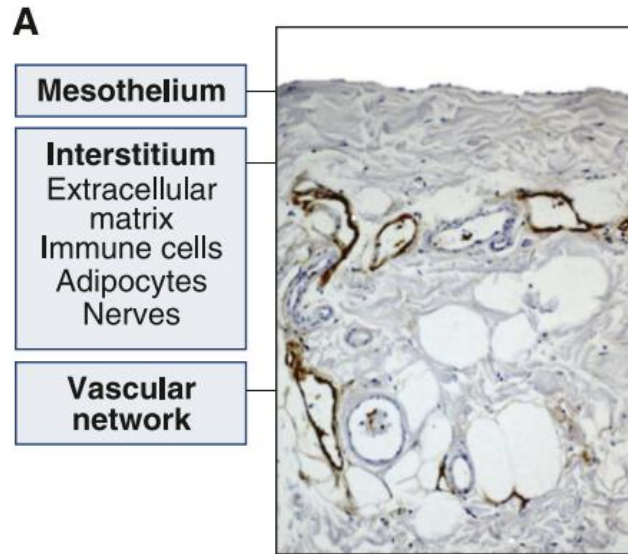 A
Mesothelium
Interstitium
Extracellular
matrix
Immune cells
Adipocytes
Nerves
Vascular
network